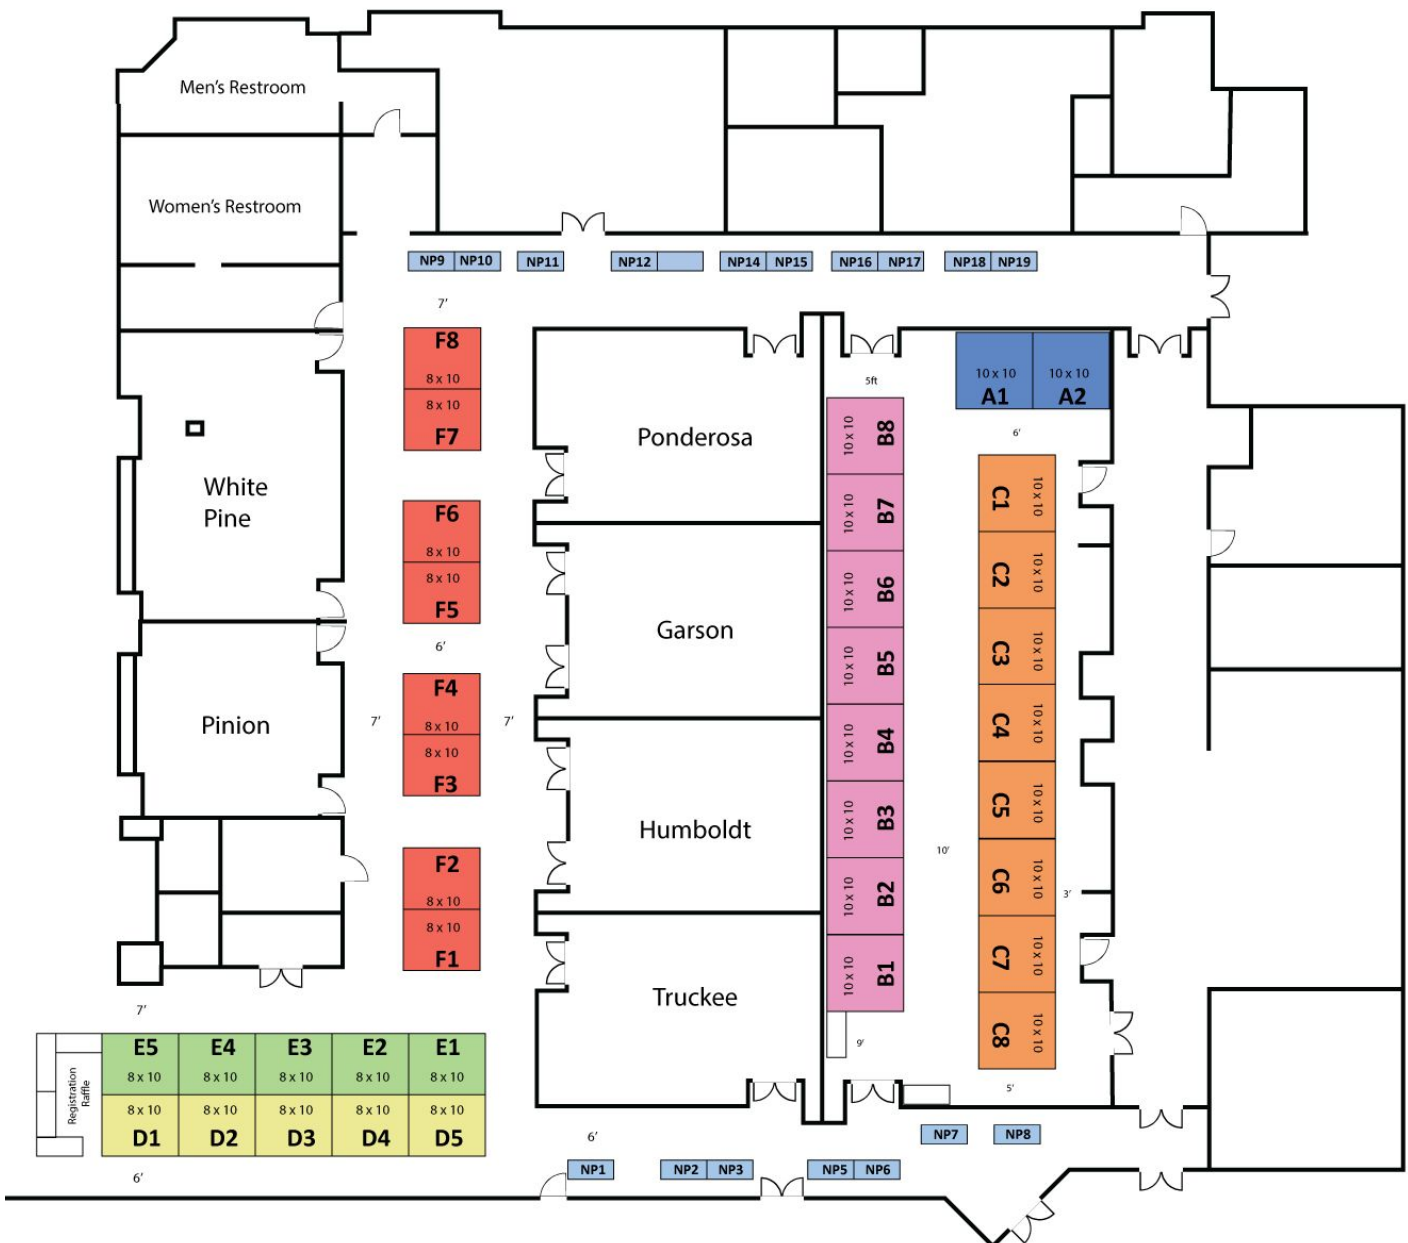 Men's Restroom
Women's Restroom
NP9 NP10 NP11 NP12 NP14 NP15 NP16 NP17 NP18 NP19
7'
F8
8 x 10
8 x 10
F7
F6
8 x 10
8 x 10
F5
6'
F4
8 x 10
8 x 10
F3
7'
7'
F2
8 x 10
8 x 10
F1
White
Pine
Pinion
Ponderosa
Garson
Humboldt
Truckee
5ft
10 x 10 B8
10 x 10 B7
10 x 10 B6
10 x 10 B5
10 x 10 B4
10 x 10 B3
10 x 10 B2
10 x 10 B1
9'
10'
10 x 10 10 x 10
A1 A2
6'
C1 10 x 10
C2 10 x 10
C3 10 x 10
C4 10 x 10
C5 10 x 10
C6 10 x 10
C7 10 x 10
C8 10 x 10
3'
5'
7'
Registration
Raffle
E5 E4 E3 E2 E1
8 x 10 8 x 10 8 x 10 8 x 10 8 x 10
8 x 10 8 x 10 8 x 10 8 x 10 8 x 10
D1 D2 D3 D4 D5
6'
6'
NP7 NP8
NP1 NP2 NP3 NP5 NP6